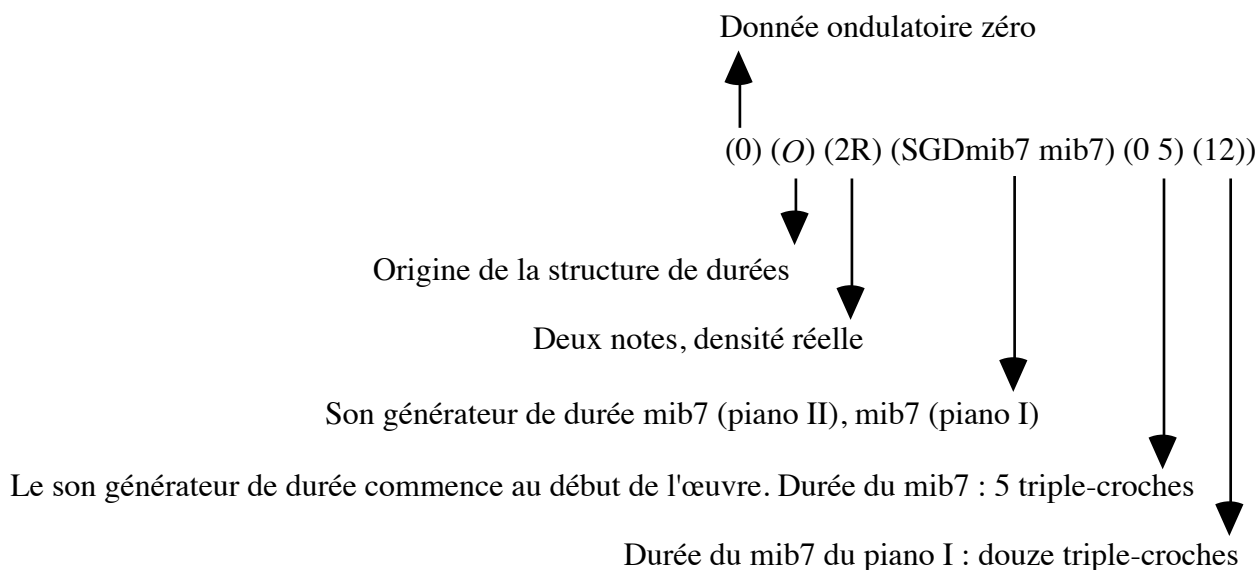 Donnée ondulatoire zéro
(0) (O) (2R) (SGDmib7 mib7) (0 5) (12))
Origine de la structure de durées
Deux notes, densité réelle
Son générateur de durée mib7 (piano II), mib7 (piano I)
Le son générateur de durée commence au début de l'œuvre. Durée du mib7 : 5 triple-croches
Durée du mib7 du piano I : douze triple-croches